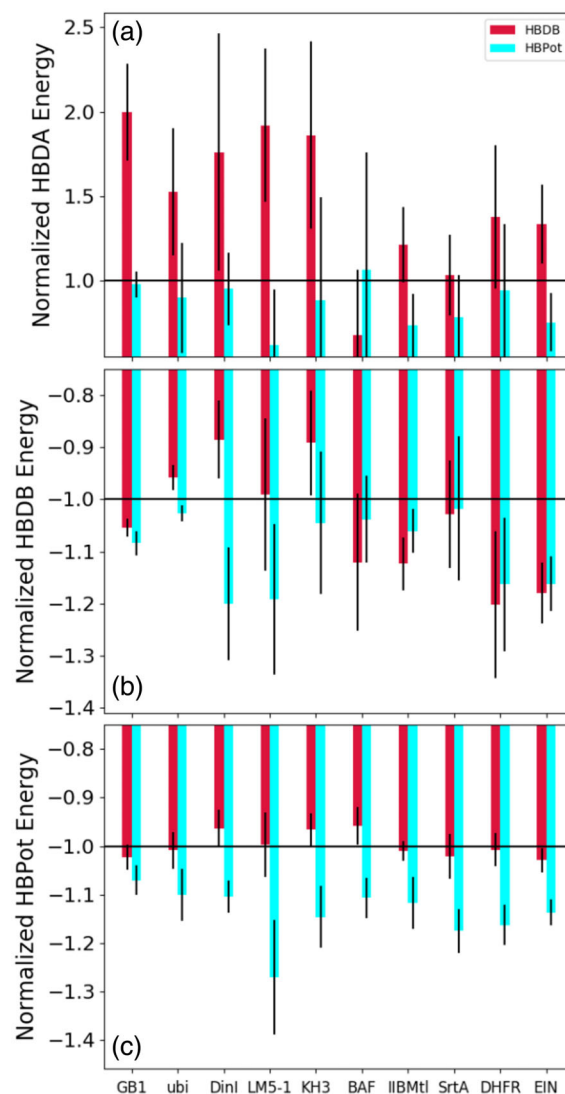 (a)
HBDB
HBPot
2.5
2.0
1.5
1.0
Normalized HBDA Energy
−0.8
−0.9
−1.0
−1.1
−1.2
−1.3
−1.4
Normalized HBDB Energy
(b)
−0.8
−0.9
−1.0
−1.1
−1.2
−1.3
−1.4
Normalized HBPot Energy
(c)
GB1 ubi DinI LM5-1 KH3 BAF IIBMtl SrtA DHFR EIN